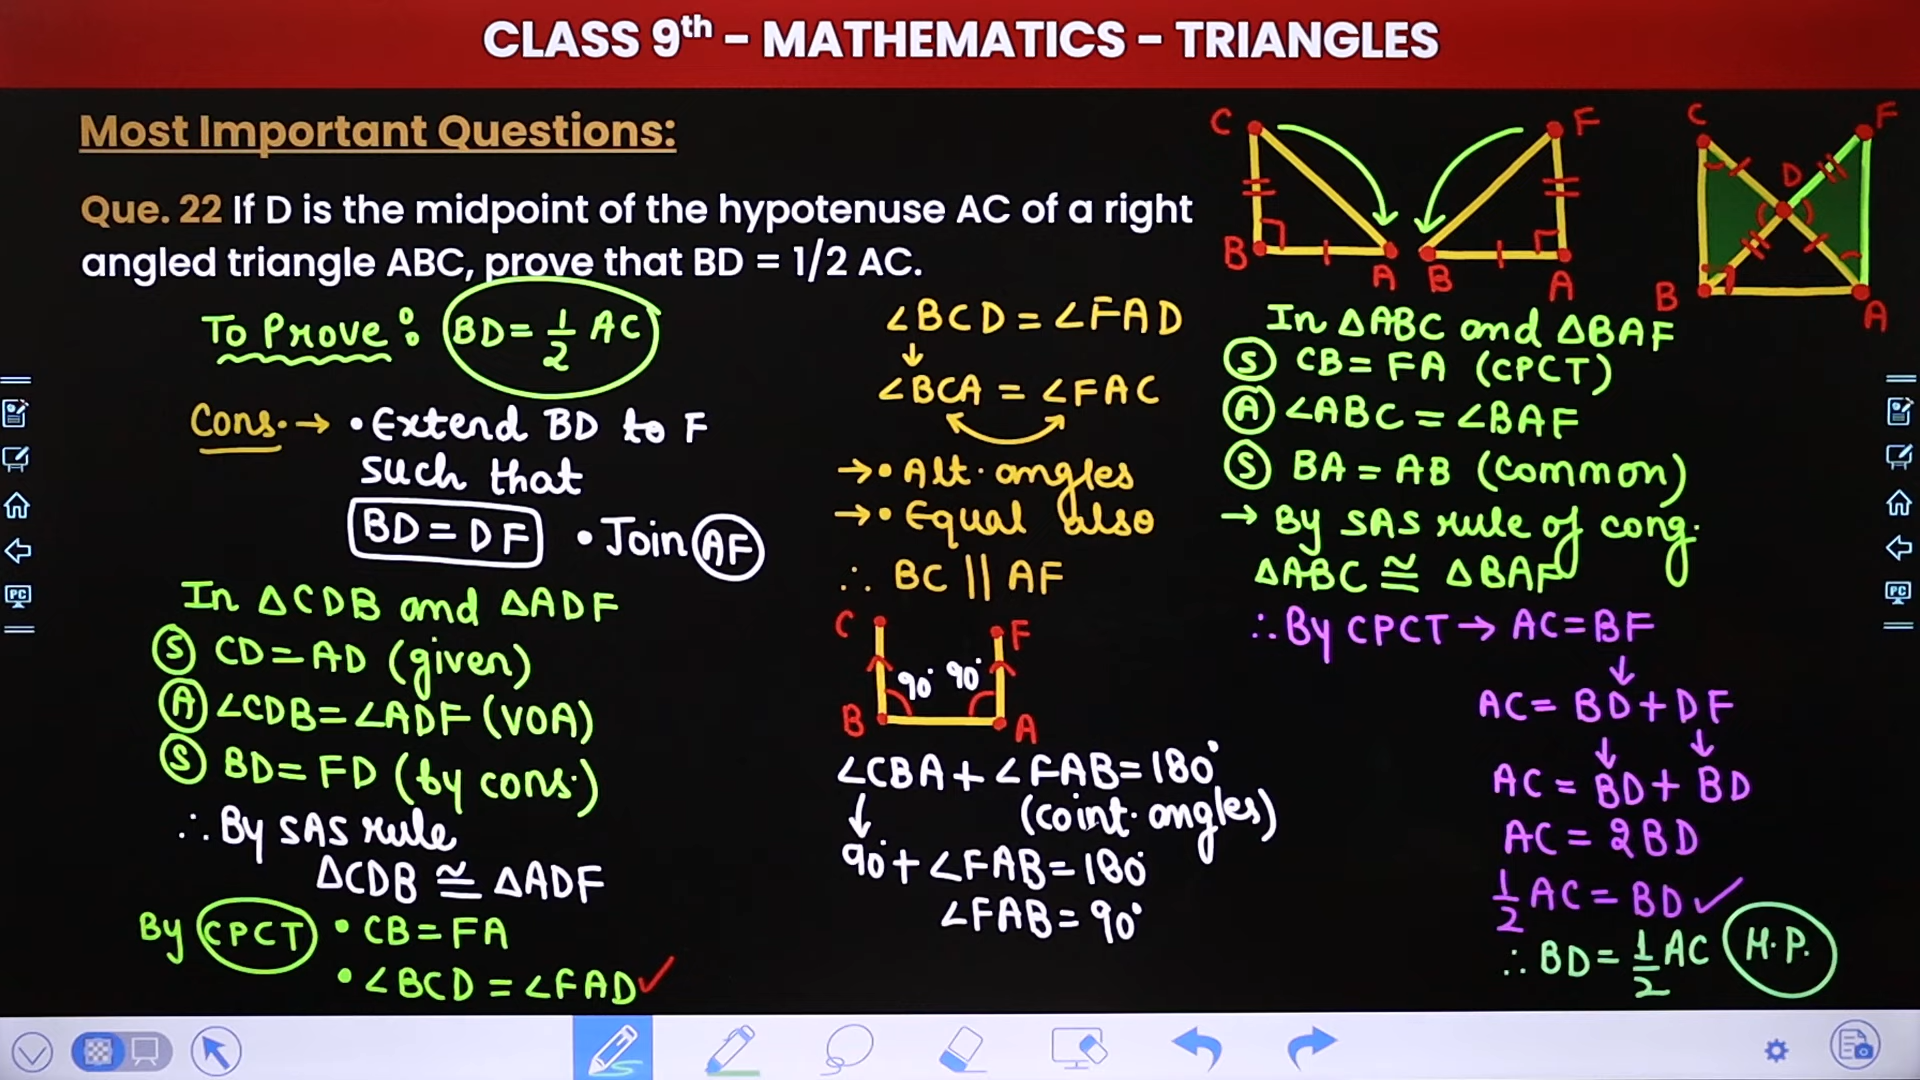 CLASS 9th - MATHEMATICS - TRIANGLES
Most Important Questions:
Que. 22 If D is the midpoint of the hypotenuse AC of a right
angled triangle ABC, prove that BD = 1/2 AC.
To Prove : BD = 1/2 AC
Cons. → • Extend BD to F
such that
BD = DF • Join AF
In ΔCDB and ΔADF
Ⓢ CD = AD (given)
Ⓐ ∠CDB = ∠ADF (VOA)
Ⓢ BD = FD (by cons.)
∴ By SAS rule
ΔCDB ≅ ΔADF
By CPCT • CB = FA
• ∠BCD = ∠FAD ✓
∠BCD = ∠FAD
↓
∠BCA = ∠FAC
→ • Alt. angles
→ • Equal also
∴ BC || AF
C F
90° 90°
B A
∠CBA + ∠FAB = 180°
↓ (coint. angles)
90° + ∠FAB = 180°
∠FAB = 90°
C F
B A B A
C F
D
B A
In ΔABC and ΔBAF
Ⓢ CB = FA (CPCT)
Ⓐ ∠ABC = ∠BAF
Ⓢ BA = AB (common)
→ By SAS rule of cong.
ΔABC ≅ ΔBAF
∴ By CPCT → AC = BF
↓
AC = BD + DF
↓ ↓
AC = BD + BD
AC = 2BD
1/2 AC = BD ✓
∴ BD = 1/2 AC H.P.
PC
PC